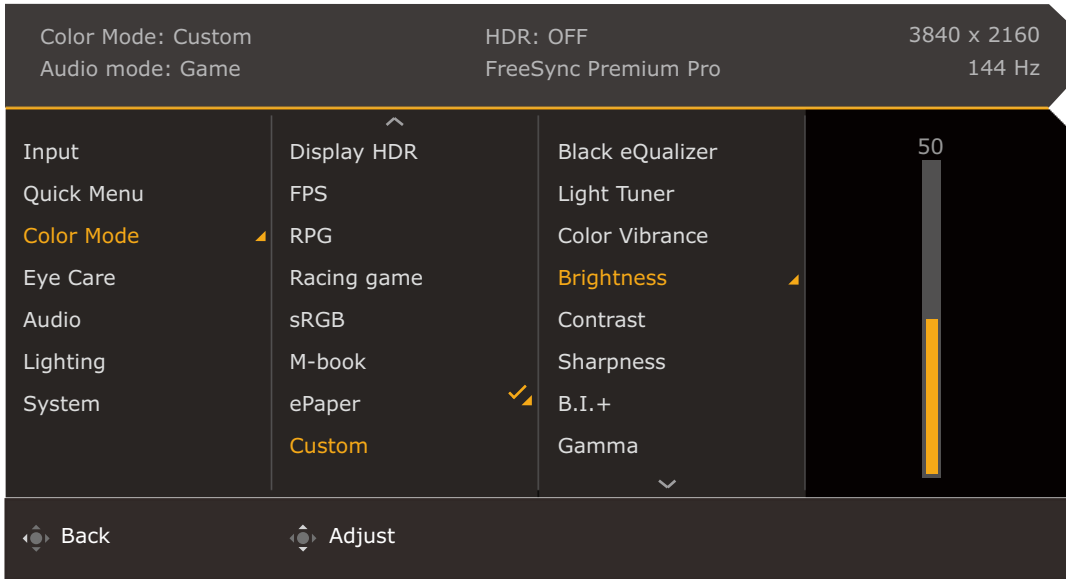 Color Mode: Custom
HDR: OFF
3840 x 2160
Audio mode: Game
FreeSync Premium Pro
144 Hz
Input
Quick Menu
Color Mode
Eye Care
Audio
Lighting
System
Display HDR
FPS
RPG
Racing game
sRGB
M-book
ePaper
Custom
Black eQualizer
Light Tuner
Color Vibrance
Brightness
Contrast
Sharpness
B.I.+
Gamma
50
Back
Adjust